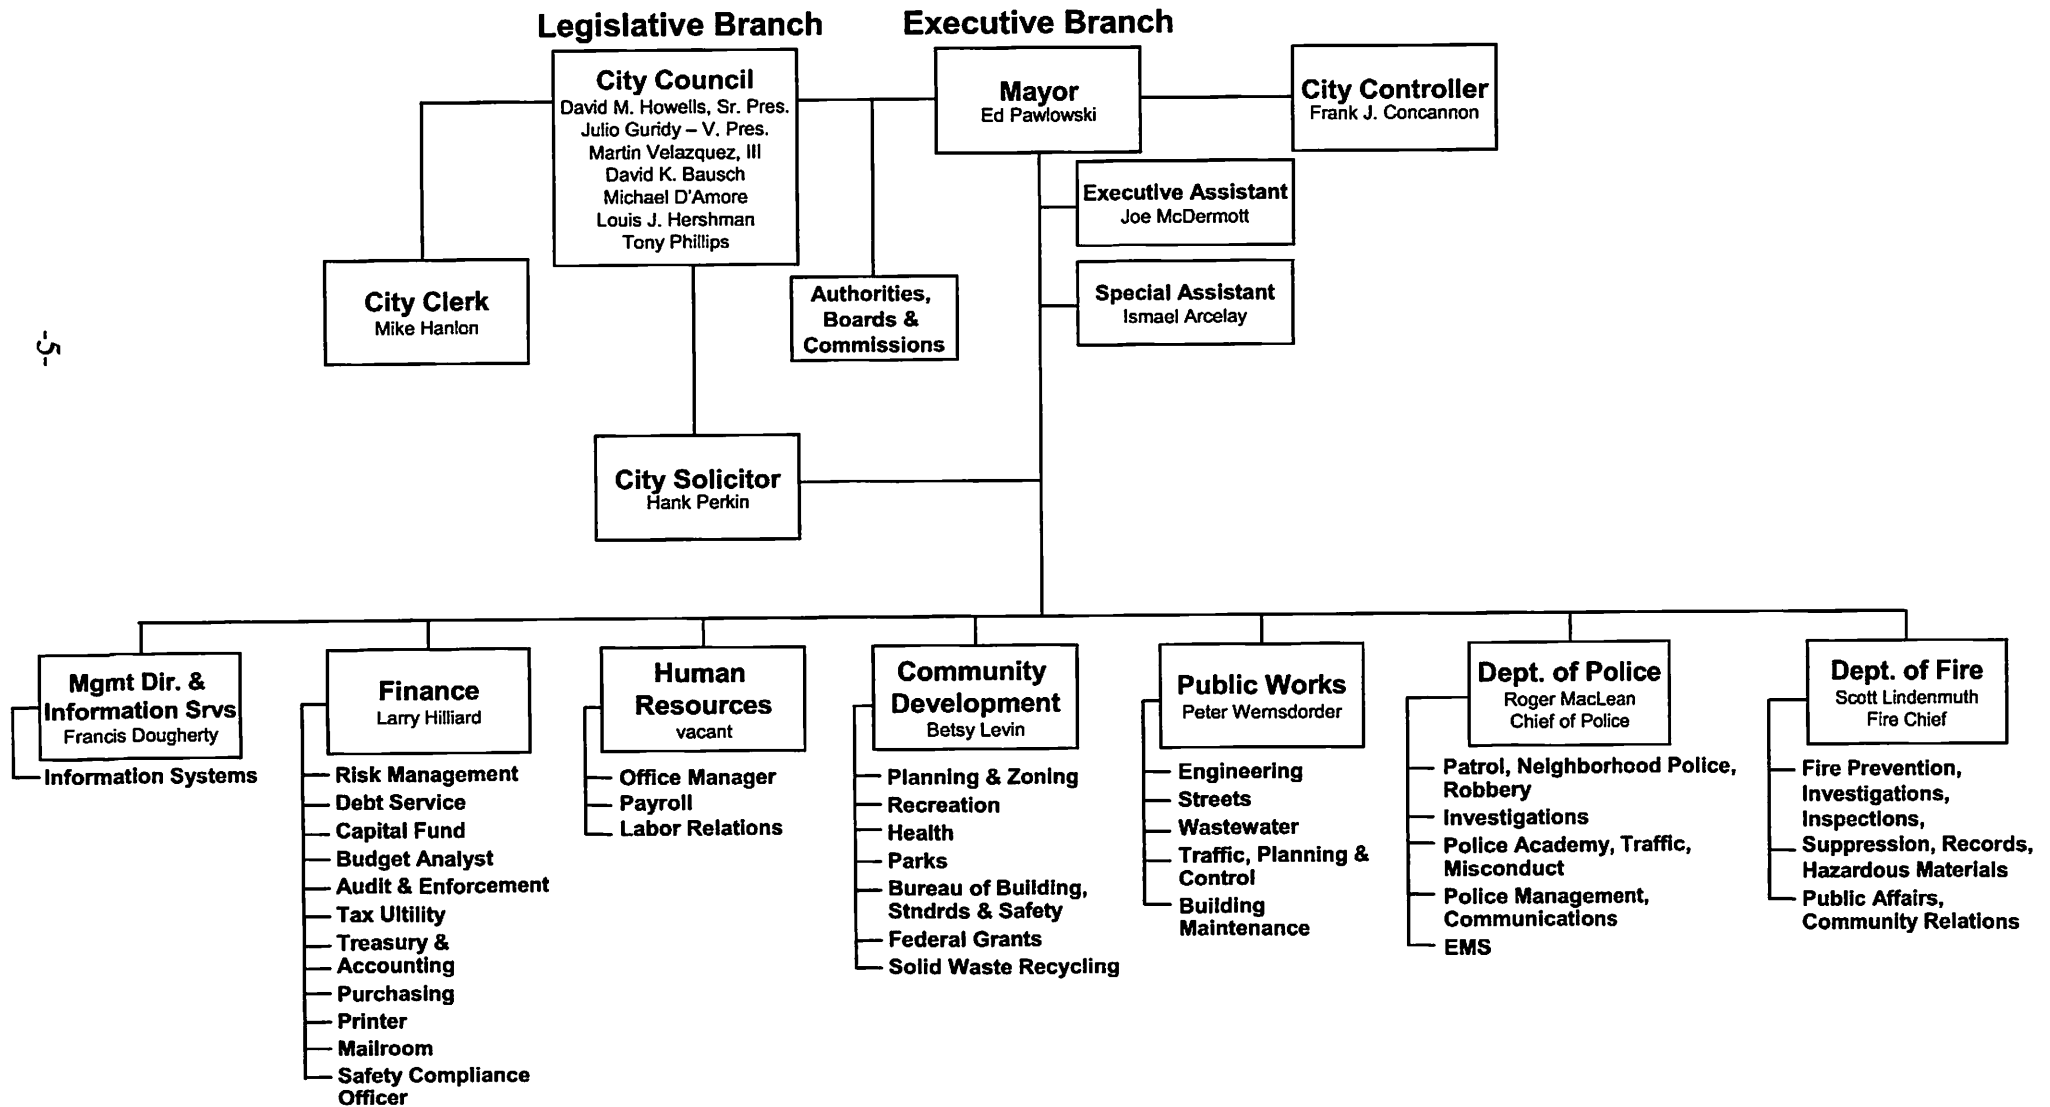 Legislative Branch
Executive Branch
City Council
David M. Howells, Sr. Pres.
Julio Guridy – V. Pres.
Martin Velazquez, III
David K. Bausch
Michael D'Amore
Louis J. Hershman
Tony Phillips
Mayor
Ed Pawlowski
City Controller
Frank J. Concannon
Executive Assistant
Joe McDermott
Special Assistant
Ismael Arcelay
City Clerk
Mike Hanlon
Authorities,
Boards &
Commissions
-5-
City Solicitor
Hank Perkin
Mgmt Dir. &
Information Srvs
Francis Dougherty
Information Systems
Finance
Larry Hilliard
Risk Management
Debt Service
Capital Fund
Budget Analyst
Audit & Enforcement
Tax Ultility
Treasury &
Accounting
Purchasing
Printer
Mailroom
Safety Compliance
Officer
Human
Resources
vacant
Office Manager
Payroll
Labor Relations
Community
Development
Betsy Levin
Planning & Zoning
Recreation
Health
Parks
Bureau of Building,
Stndrds & Safety
Federal Grants
Solid Waste Recycling
Public Works
Peter Wernsdorder
Engineering
Streets
Wastewater
Traffic, Planning &
Control
Building
Maintenance
Dept. of Police
Roger MacLean
Chief of Police
Patrol, Neighborhood Police,
Robbery
Investigations
Police Academy, Traffic,
Misconduct
Police Management,
Communications
EMS
Dept. of Fire
Scott Lindenmuth
Fire Chief
Fire Prevention,
Investigations,
Inspections,
Suppression, Records,
Hazardous Materials
Public Affairs,
Community Relations